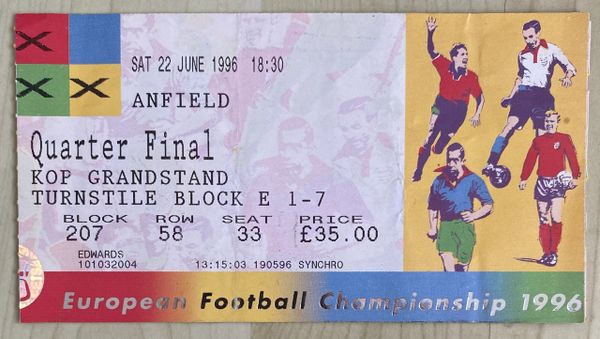 SAT 22 JUNE 1996 18:30
ANFIELD
Quarter Final
KOP GRANDSTAND
TURNSTILE BLOCK E 1-7
BLOCK ROW SEAT PRICE
207 58 33 £35.00
EDWARDS
101032004 13:15:03 190596 SYNCHRO
European Football Championship 1996